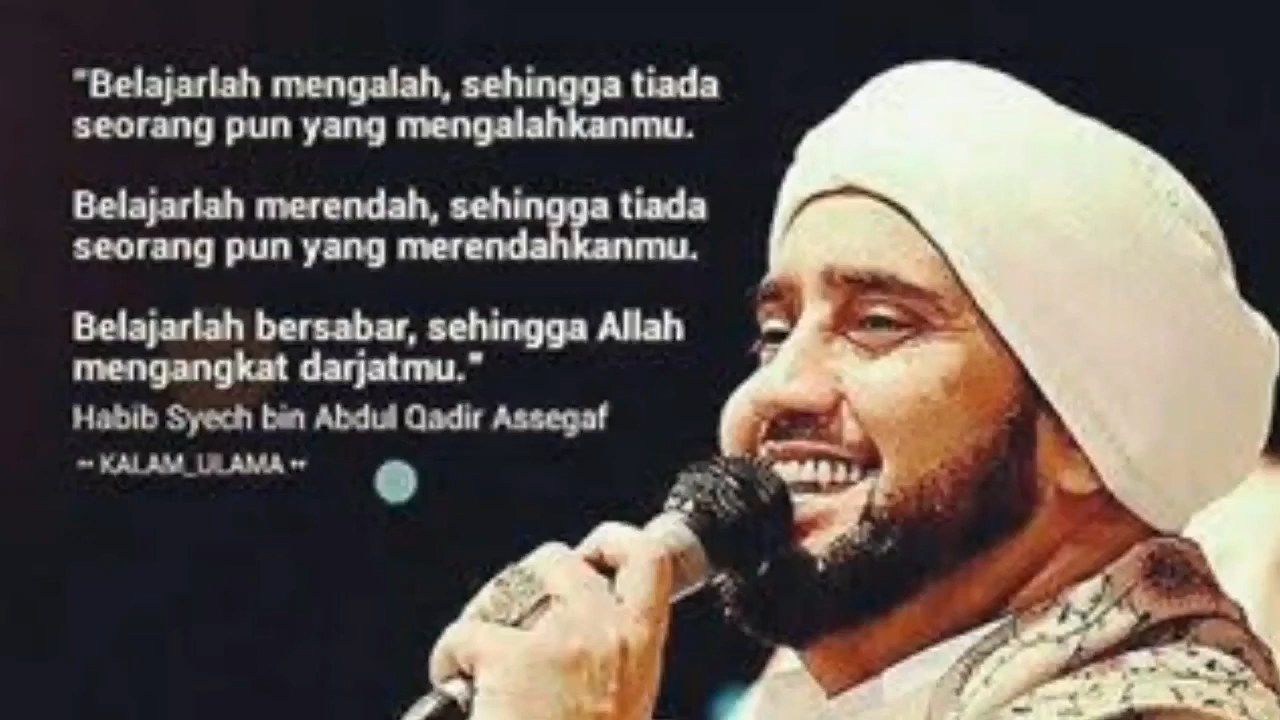 "Belajarlah mengalah, sehingga tiada
seorang pun yang mengalahkanmu.
Belajarlah merendah, sehingga tiada
seorang pun yang merendahkanmu.
Belajarlah bersabar, sehingga Allah
mengangkat darjatmu."
Habib Syech bin Abdul Qadir Assegaf
~ KALAM_ULAMA ~